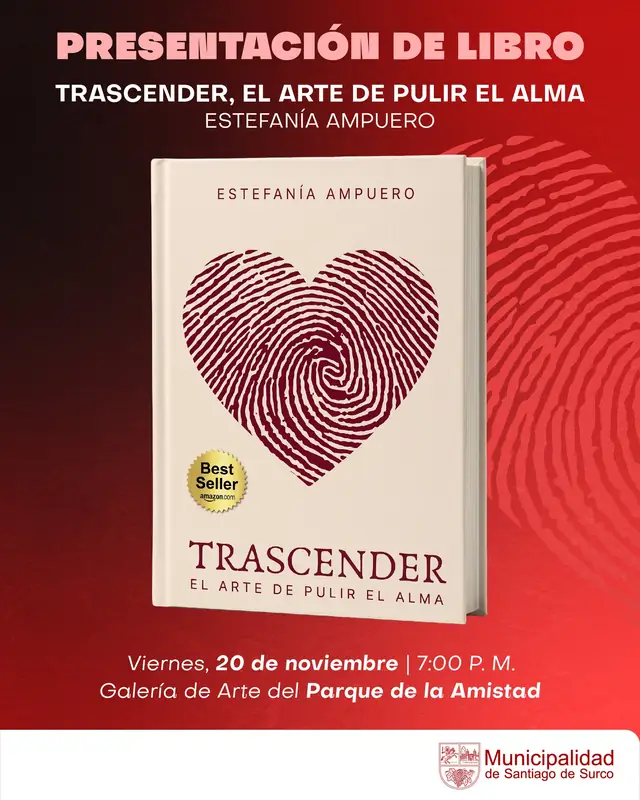 PRESENTACIÓN DE LIBRO
TRASCENDER, EL ARTE DE PULIR EL ALMA
ESTEFANÍA AMPUERO
ESTEFANÍA AMPUERO
Best
Seller
amazon.com
TRASCENDER
EL ARTE DE PULIR EL ALMA
Viernes, 20 de noviembre | 7:00 P. M.
Galería de Arte del Parque de la Amistad
Municipalidad
de Santiago de Surco